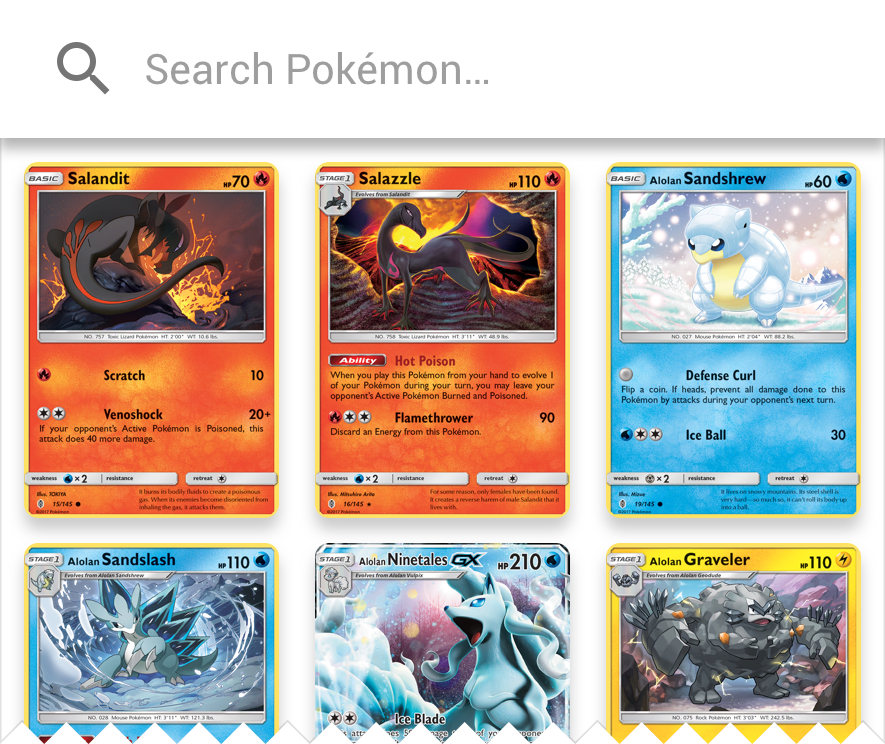 Search Pokémon…
BASIC Salandit HP70
NO. 757 Toxic Lizard Pokémon HT: 2'00" WT: 10.6 lbs.
Scratch 10
Venoshock 20+
If your opponent's Active Pokémon is Poisoned, this
attack does 40 more damage.
weakness ×2 resistance retreat
Illus. TOKIYA
15/145
©2017 Pokémon
It burns its bodily fluids to create a poisonous
gas. When its enemies become disoriented from
inhaling the gas, it attacks them.
STAGE1 Salazzle HP110
Evolves from Salandit
NO. 758 Toxic Lizard Pokémon HT: 3'11" WT: 48.9 lbs.
Ability Hot Poison
When you play this Pokémon from your hand to evolve 1
of your Pokémon during your turn, you may leave your
opponent's Active Pokémon Burned and Poisoned.
Flamethrower 90
Discard an Energy from this Pokémon.
weakness ×2 resistance retreat
Illus. Mitsuhiro Arita
16/145
©2017 Pokémon
For some reason, only females have been found.
It creates a reverse harem of male Salandit that it
lives with.
BASIC Alolan Sandshrew HP60
NO. 027 Mouse Pokémon HT: 2'04" WT: 88.2 lbs.
Defense Curl
Flip a coin. If heads, prevent all damage done to this
Pokémon by attacks during your opponent's next turn.
Ice Ball 30
weakness ×2 resistance retreat
Illus. Mizue
19/145
©2017 Pokémon
It lives on snowy mountains. Its steel shell is
very hard—so much so, it can't roll its body up
into a ball.
STAGE1 Alolan Sandslash HP110
Evolves from Alolan Sandshrew
NO. 028 Mouse Pokémon HT: 3'11" WT: 121.3 lbs.
STAGE1 Alolan Ninetales GX HP210
Evolves from Alolan Vulpix
Ice Blade
STAGE1 Alolan Graveler HP110
Evolves from Alolan Geodude
NO. 075 Rock Pokémon HT: 3'03" WT: 242.5 lbs.